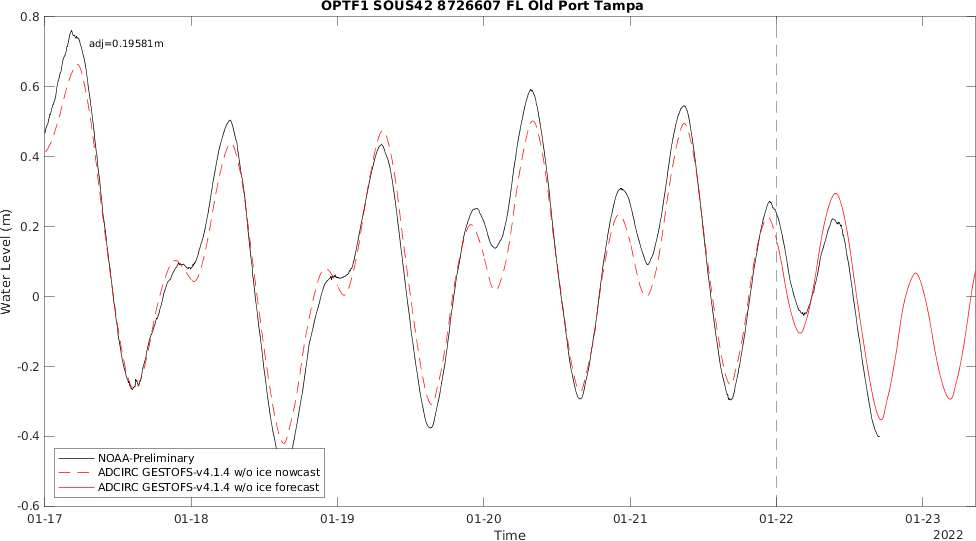 OPTF1 SOUS42 8726607 FL Old Port Tampa
adj=0.19581m
0.8
0.6
0.4
0.2
0
-0.2
-0.4
-0.6
Water Level (m)
NOAA-Preliminary
ADCIRC GESTOFS-v4.1.4 w/o ice nowcast
ADCIRC GESTOFS-v4.1.4 w/o ice forecast
01-17 01-18 01-19 01-20 01-21 01-22 01-23
Time
2022